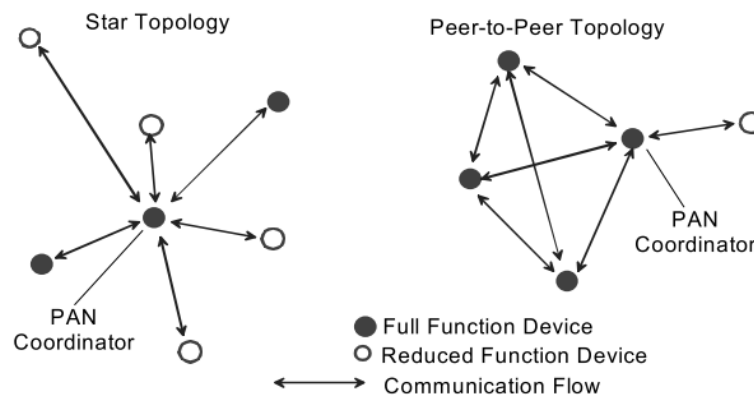 Star Topology
Peer-to-Peer Topology
PAN
Coordinator
PAN
Coordinator
Full Function Device
Reduced Function Device
Communication Flow